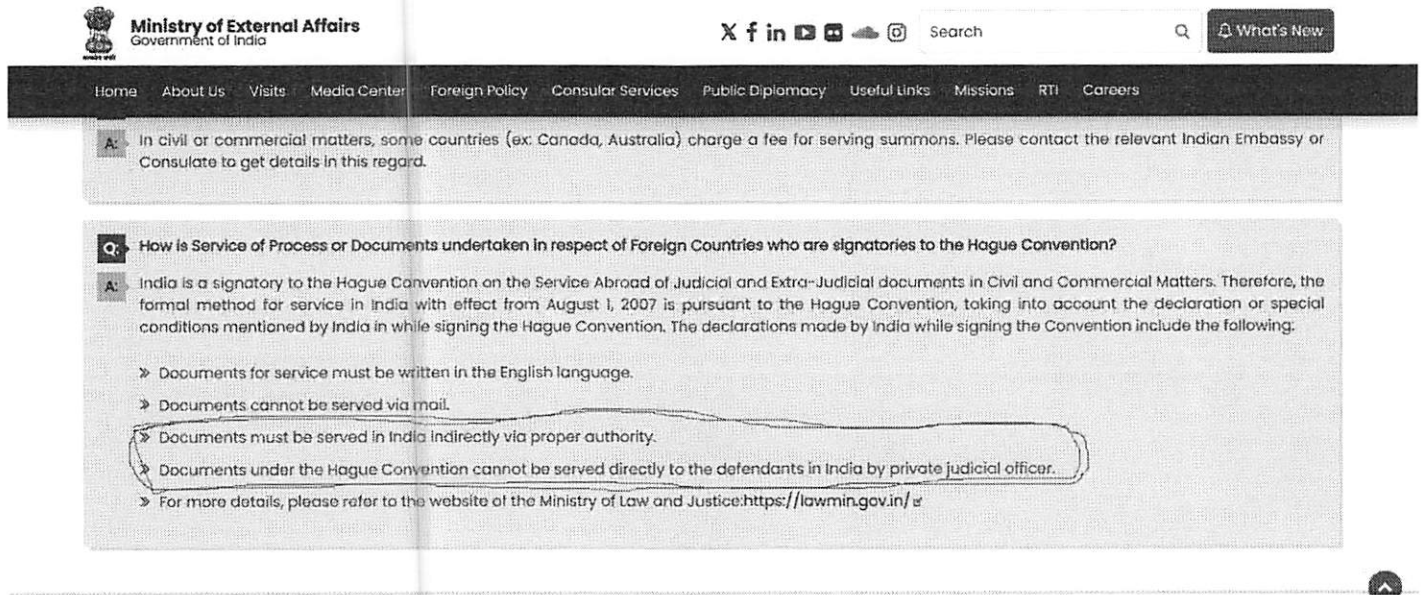 Ministry of External Affairs
Government of India
Search
What's New
Home About Us Visits Media Center Foreign Policy Consular Services Public Diplomacy Useful Links Missions RTI Careers
A: In civil or commercial matters, some countries (ex: Canada, Australia) charge a fee for serving summons. Please contact the relevant Indian Embassy or
Consulate to get details in this regard.
Q: How is Service of Process or Documents undertaken in respect of Foreign Countries who are signatories to the Hague Convention?
A: India is a signatory to the Hague Convention on the Service Abroad of Judicial and Extra-Judicial documents in Civil and Commercial Matters. Therefore, the
formal method for service in India with effect from August 1, 2007 is pursuant to the Hague Convention, taking into account the declaration or special
conditions mentioned by India in while signing the Hague Convention. The declarations made by India while signing the Convention include the following:
» Documents for service must be written in the English language.
» Documents cannot be served via mail.
» Documents must be served in India indirectly via proper authority.
» Documents under the Hague Convention cannot be served directly to the defendants in India by private judicial officer.
» For more details, please refer to the website of the Ministry of Law and Justice:https://lawmin.gov.in/